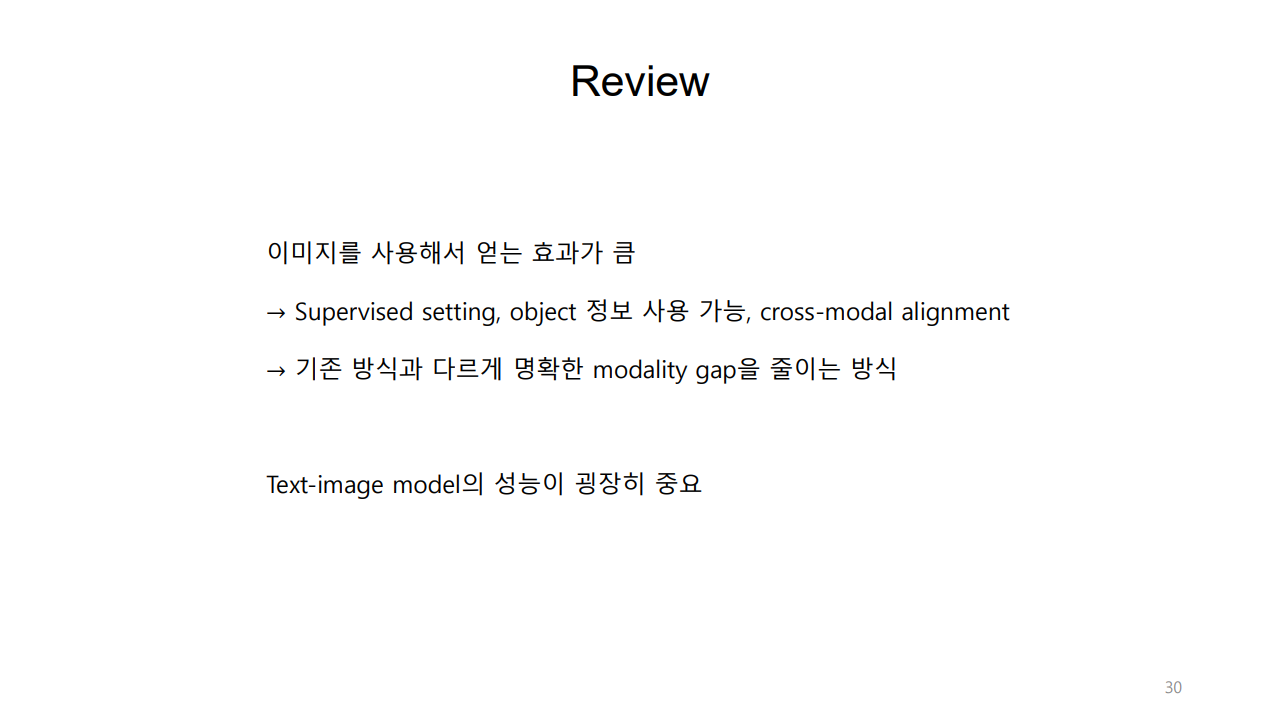 Review
이미지를 사용해서 얻는 효과가 큼
→ Supervised setting, object 정보 사용 가능, cross-modal alignment
→ 기존 방식과 다르게 명확한 modality gap을 줄이는 방식
Text-image model의 성능이 굉장히 중요
30